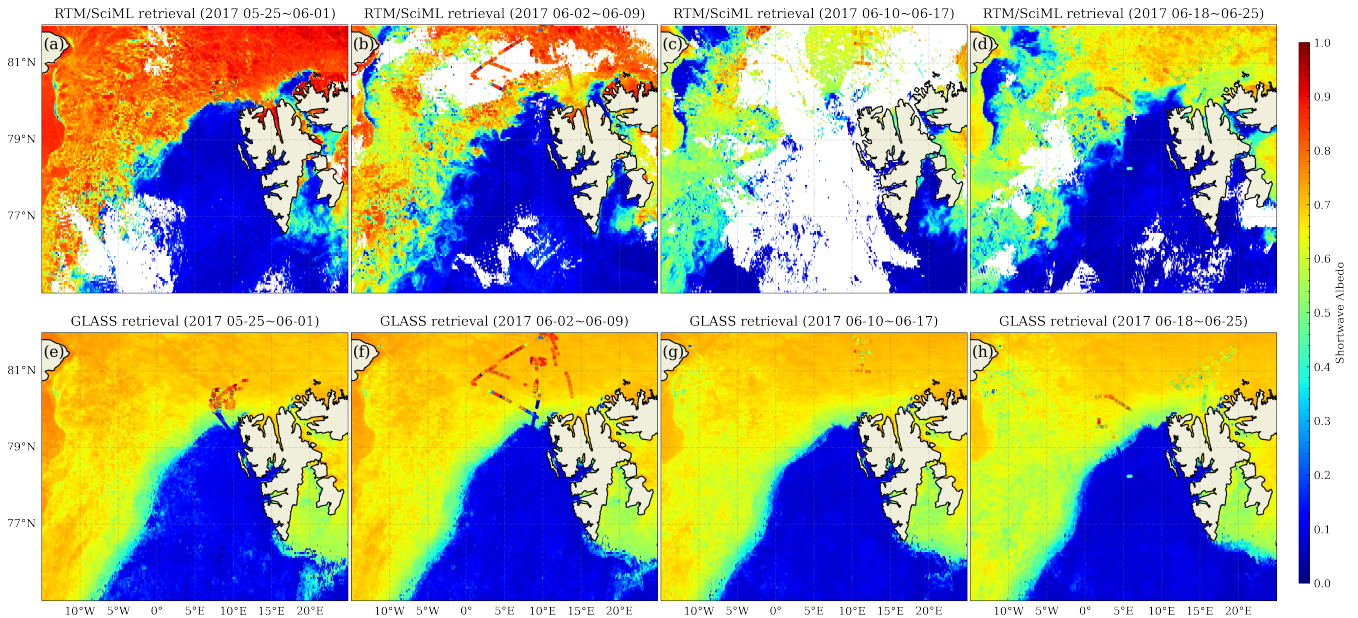 RTM/SciML retrieval (2017 05-25~06-01) RTM/SciML retrieval (2017 06-02~06-09) RTM/SciML retrieval (2017 06-10~06-17) RTM/SciML retrieval (2017 06-18~06-25)
(a) (b) (c) (d)
81°N
79°N
77°N
GLASS retrieval (2017 05-25~06-01) GLASS retrieval (2017 06-02~06-09) GLASS retrieval (2017 06-10~06-17) GLASS retrieval (2017 06-18~06-25)
(e) (f) (g) (h)
81°N
79°N
77°N
10°W 5°W 0° 5°E 10°E 15°E 20°E 10°W 5°W 0° 5°E 10°E 15°E 20°E 10°W 5°W 0° 5°E 10°E 15°E 20°E 10°W 5°W 0° 5°E 10°E 15°E 20°E
1.0
0.9
0.8
0.7
0.6
0.5
0.4
0.3
0.2
0.1
0.0
Shortwave Albedo